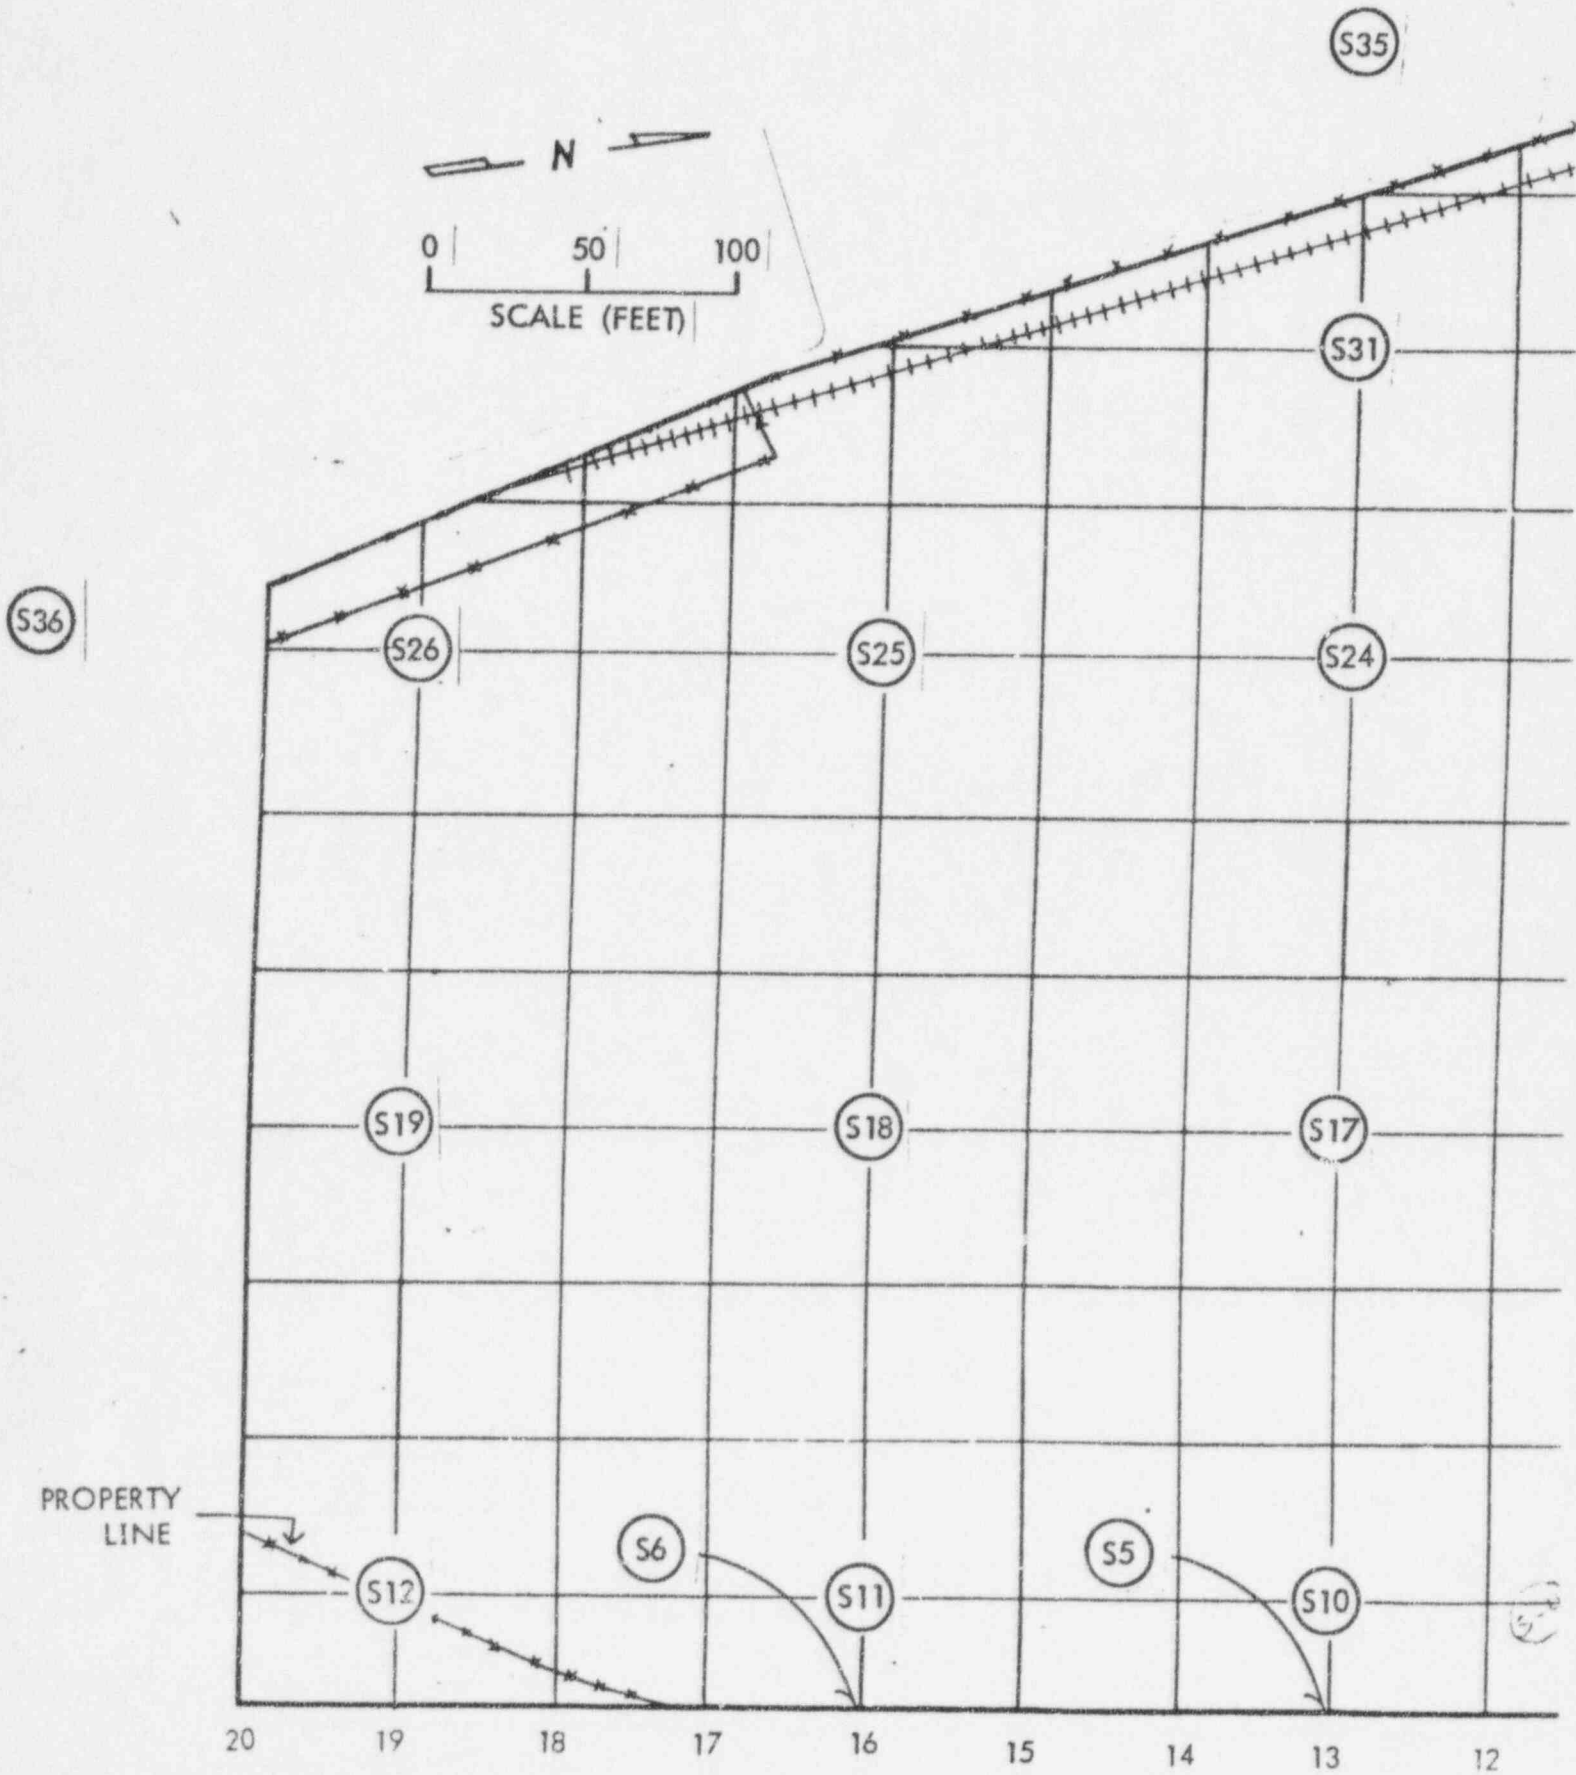 S35
N
0 50 100
SCALE (FEET)
S31
S36
S26 S25 S24
S19 S18 S17
PROPERTY
LINE
S6 S5
S12 S11 S10
20 19 18 17 16 15 14 13 12